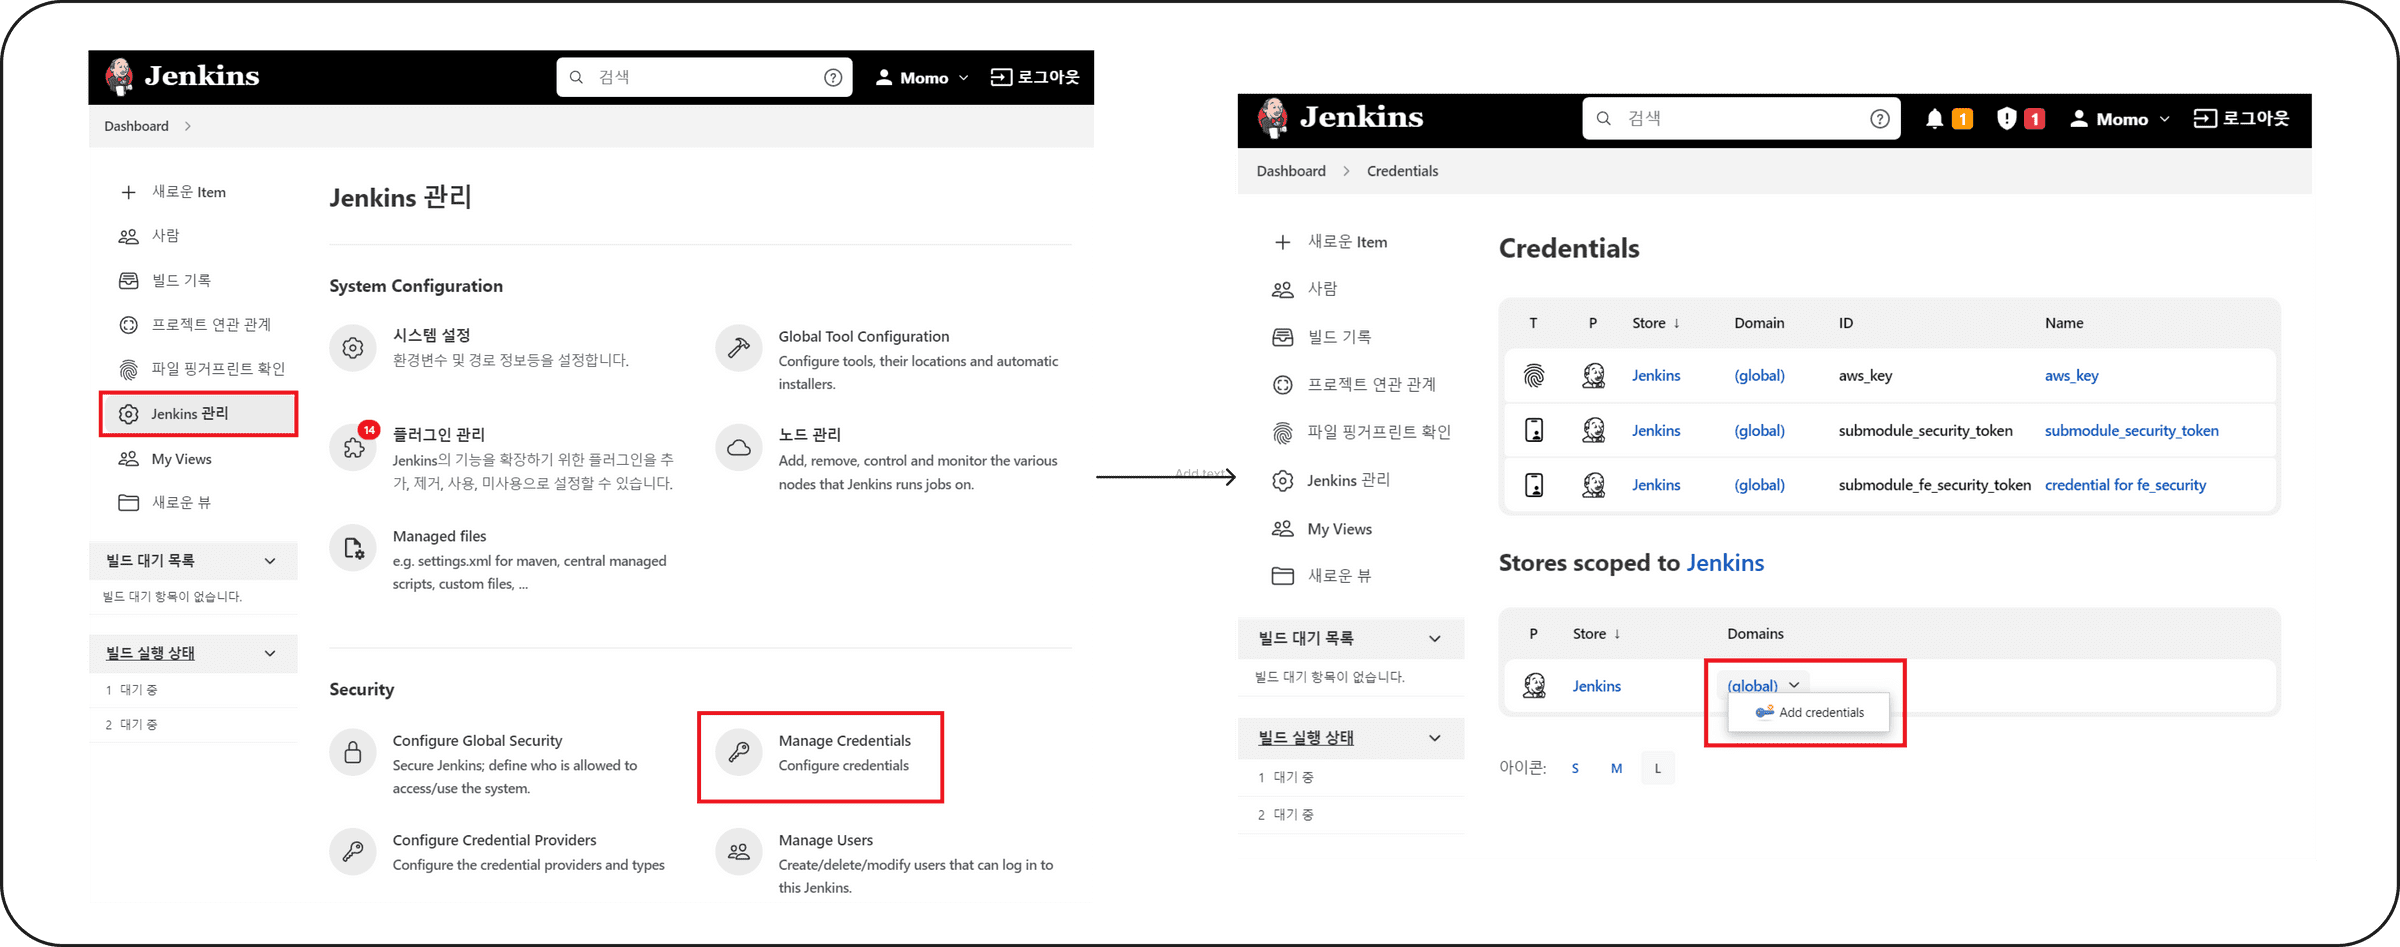 Jenkins
검색
Momo
로그아웃
Dashboard
새로운 Item
사람
빌드 기록
프로젝트 연관 관계
파일 핑거프린트 확인
Jenkins 관리
My Views
새로운 뷰
빌드 대기 목록
빌드 대기 항목이 없습니다.
빌드 실행 상태
1 대기 중
2 대기 중
Jenkins 관리
System Configuration
시스템 설정
환경변수 및 경로 정보등을 설정합니다.
Global Tool Configuration
Configure tools, their locations and automatic
installers.
14
플러그인 관리
Jenkins의 기능을 확장하기 위한 플러그인을 추
가, 제거, 사용, 미사용으로 설정할 수 있습니다.
노드 관리
Add, remove, control and monitor the various
nodes that Jenkins runs jobs on.
Managed files
e.g. settings.xml for maven, central managed
scripts, custom files, ...
Security
Configure Global Security
Secure Jenkins; define who is allowed to
access/use the system.
Manage Credentials
Configure credentials
Configure Credential Providers
Configure the credential providers and types
Manage Users
Create/delete/modify users that can log in to
this Jenkins.
Add text
Jenkins
검색
1
1
Momo
로그아웃
Dashboard Credentials
새로운 Item
사람
빌드 기록
프로젝트 연관 관계
파일 핑거프린트 확인
Jenkins 관리
My Views
새로운 뷰
빌드 대기 목록
빌드 대기 항목이 없습니다.
빌드 실행 상태
1 대기 중
2 대기 중
Credentials
T P Store ↓ Domain ID Name
Jenkins (global) aws_key aws_key
Jenkins (global) submodule_security_token submodule_security_token
Jenkins (global) submodule_fe_security_token credential for fe_security
Stores scoped to Jenkins
P Store ↓ Domains
Jenkins (global)
Add credentials
아이콘: S M L